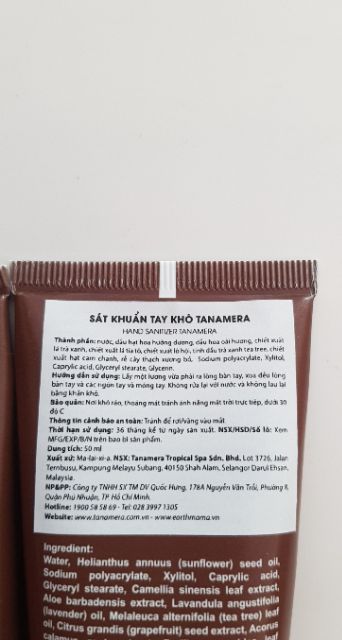 SÁT KHUẨN TAY KHÔ TANAMERA
HAND SANITIZER TANAMERA
Thành phần: nước, dầu hạt hoa hướng dương, dầu hoa oải hương, chiết xuất
lá trà xanh, chiết xuất lá tía tô, chiết xuất lô hội, tinh dầu trà xanh tea tree, chiết
xuất hạt cam chanh, rễ cây thạch xương bồ, Sodium polyacrylate, Xylitol,
Caprylic acid, Glyceryl stearate, Glycerin.
Hướng dẫn sử dụng: Lấy một lượng vừa phải ra lòng bàn tay, xoa đều lòng
bàn tay và các ngón tay và móng tay. Không rửa lại với nước và không lau lại
bằng khăn khô.
Bảo quản: Nơi khô ráo, thoáng mát tránh ánh nắng mặt trời trực tiếp, dưới 30
độ C
Thông tin cảnh báo an toàn: Tránh để rơi/văng vào mắt
Thời hạn sử dụng: 36 tháng kể từ ngày sản xuất. NSX/HSD/Số lô: Xem
MFG/EXP/B/N trên bao bì sản phẩm.
Dung tích: 50 ml
Xuất xứ: Ma-lai-xi-a. NSX: Tanamera Tropical Spa Sdn. Bhd, Lot 1726, Jalan
Ternbusu, Kampung Melayu Subang, 40150 Shah Alam, Selangor Darul Ehsan,
Malaysia.
NP&PP: Công ty TNHH SX TM DV Quốc Hưng, 178A Nguyễn Văn Trỗi, Phường 8,
Quận Phú Nhuận, TP. Hồ Chí Minh.
Hotline: 1900 58 58 69 - Tel: 028 3997 1305
Website: www.tanamera.com.vn - www.earthmama.vn
Ingredient:
Water, Helianthus annuus (sunflower) seed oil,
Sodium polyacrylate, Xylitol, Caprylic acid,
Glyceryl stearate, Camellia sinensis leaf extract,
Aloe barbadensis extract, Lavandula angustifolia
(lavender) oil, Melaleuca alternifolia (tea tree) leaf
oil, Citrus grandis (grapefruit) seed extract, Acorus